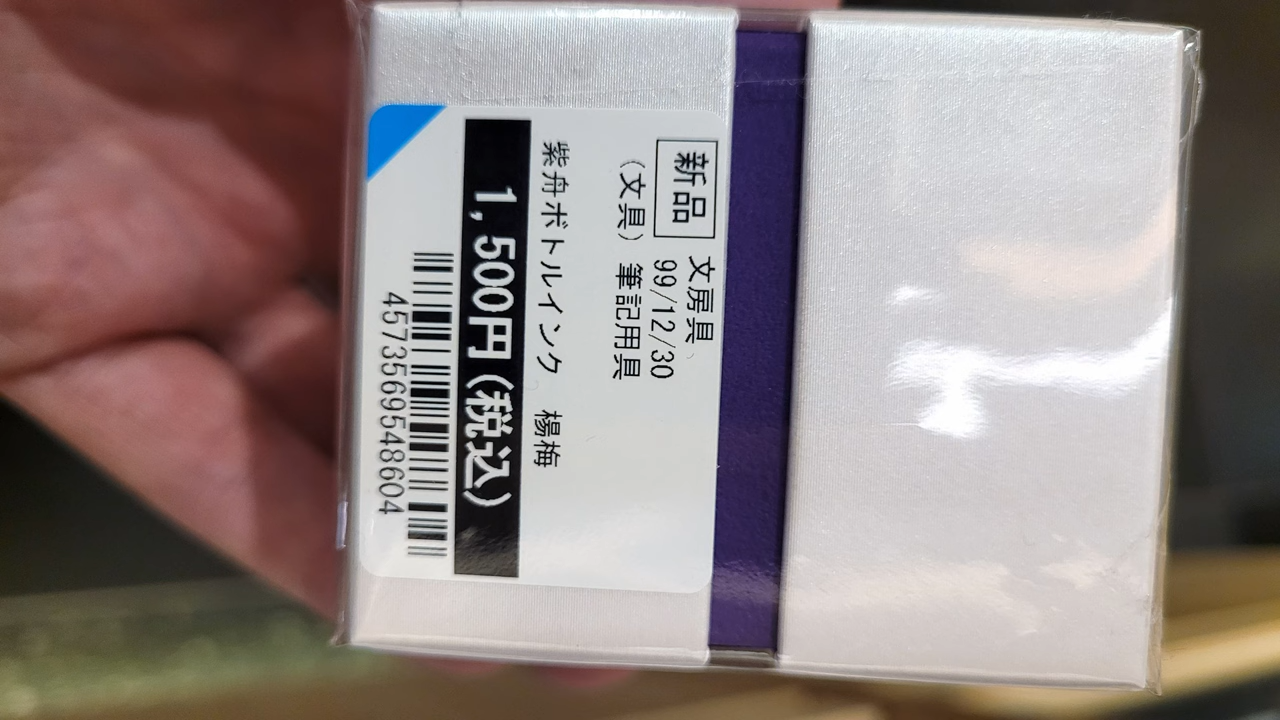 新品 文房具
99/12/30
(文具) 筆記用具
紫舟ボトルインク 楊梅
1,500円(税込)
4573569548604